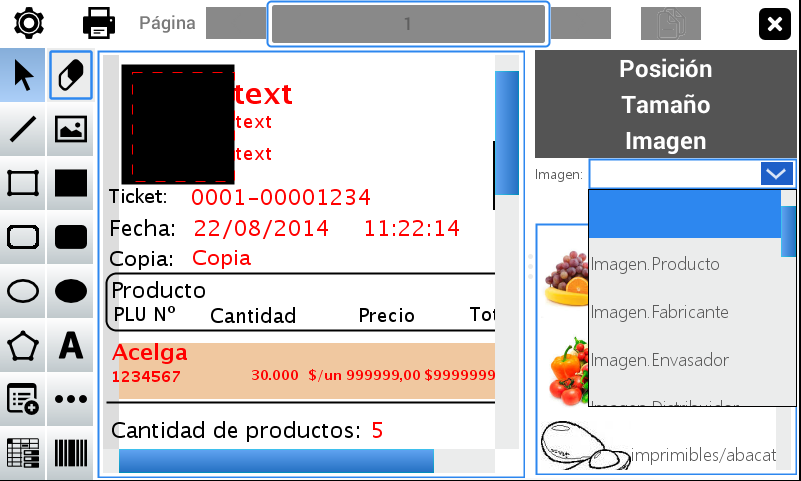 Página
1
Posición
Tamaño
Imagen
Imagen:
Imagen.Producto
Imagen.Fabricante
Imagen.Envasador
Imagen.Distribuidor
imprimibles/abacat
text
text
text
Ticket: 0001-00001234
Fecha: 22/08/2014 11:22:14
Copia: Copia
Producto
PLU Nº Cantidad Precio Tot
Acelga
1234567 30.000 $/un 999999,00 $9999999
Cantidad de productos: 5
A